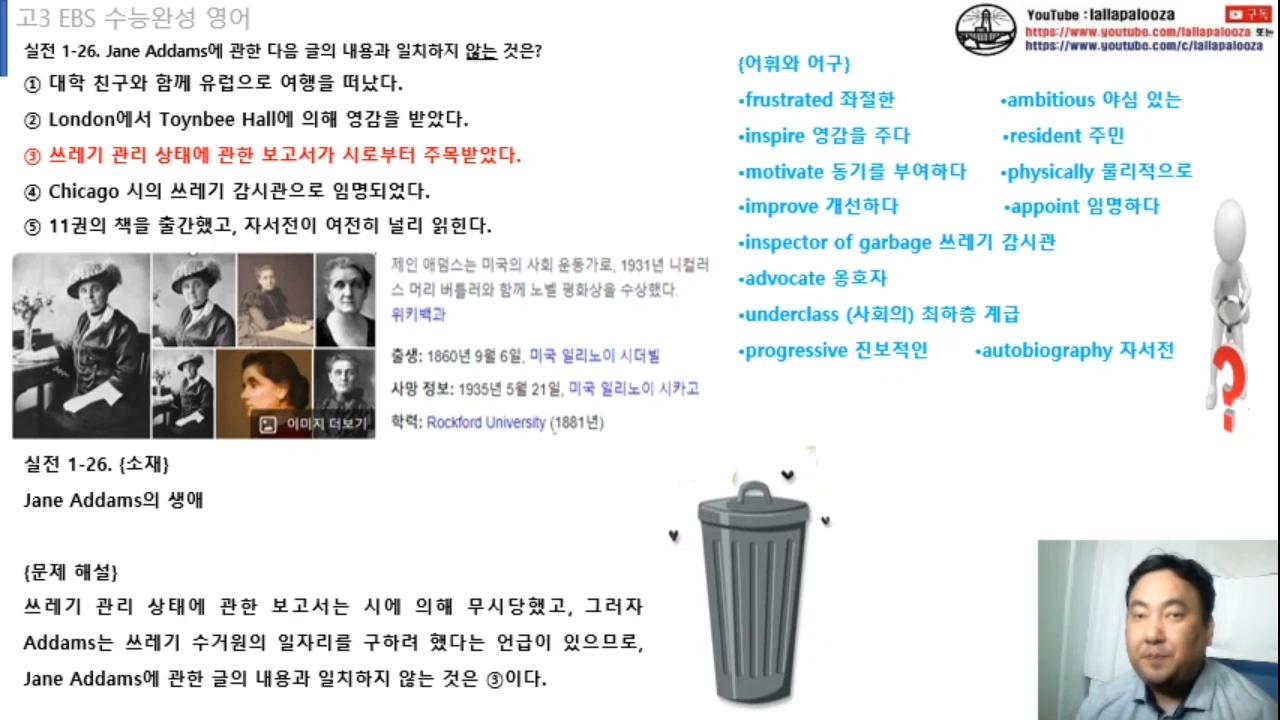 고3 EBS 수능완성 영어
YouTube : lallapalooza
구독
https://www.youtube.com/lallapalooza 또는
https://www.youtube.com/c/lallapalooza
실전 1-26. Jane Addams에 관한 다음 글의 내용과 일치하지 않는 것은?
① 대학 친구와 함께 유럽으로 여행을 떠났다.
② London에서 Toynbee Hall에 의해 영감을 받았다.
③ 쓰레기 관리 상태에 관한 보고서가 시로부터 주목받았다.
④ Chicago 시의 쓰레기 감시관으로 임명되었다.
⑤ 11권의 책을 출간했고, 자서전이 여전히 널리 읽힌다.
{어휘와 어구}
•frustrated 좌절한 •ambitious 야심 있는
•inspire 영감을 주다 •resident 주민
•motivate 동기를 부여하다 •physically 물리적으로
•improve 개선하다 •appoint 임명하다
•inspector of garbage 쓰레기 감시관
•advocate 옹호자
•underclass (사회의) 최하층 계급
•progressive 진보적인 •autobiography 자서전
이미지 더보기
제인 애덤스는 미국의 사회 운동가로, 1931년 니컬러
스 머리 버틀러와 함께 노벨 평화상을 수상했다.
위키백과
출생: 1860년 9월 6일, 미국 일리노이 시더빌
사망 정보: 1935년 5월 21일, 미국 일리노이 시카고
학력: Rockford University (1881년)
실전 1-26. {소재}
Jane Addams의 생애
{문제 해설}
쓰레기 관리 상태에 관한 보고서는 시에 의해 무시당했고, 그러자
Addams는 쓰레기 수거원의 일자리를 구하려 했다는 언급이 있으므로,
Jane Addams에 관한 글의 내용과 일치하지 않는 것은 ③이다.